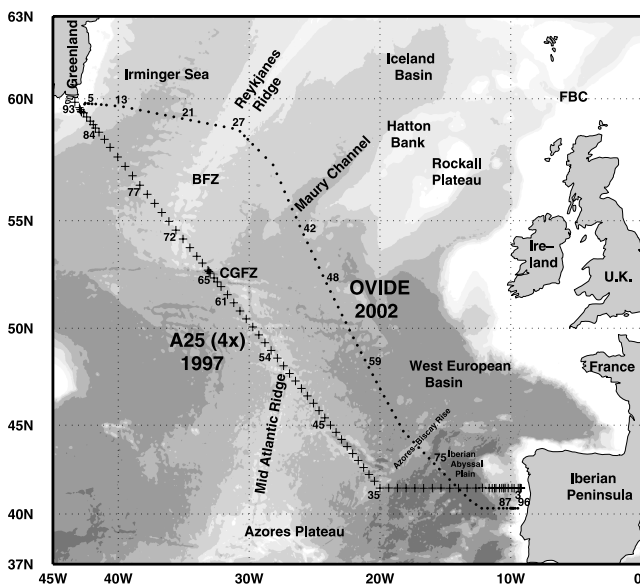 63N
Greenland
Irminger Sea
Reykjanes
Ridge
Iceland
Basin
60N
FBC
5
13
21
27
93
84
Hatton
Bank
Rockall
Plateau
Maury Channel
BFZ
77
72
42
55N
Ire-
land
U.K.
CGFZ
65
61
48
OVIDE
2002
50N
A25 (4x)
1997
54
59
West European
Basin
France
Mid Atlantic Ridge
45
45N
Azores-Biscay Rise
75
Iberian
Abyssal
Plain
35
87
96
Iberian
Peninsula
40N
Azores Plateau
37N
45W
40W
30W
20W
10W
0